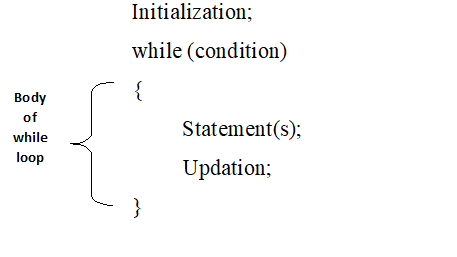 Initialization;
while (condition)
{
Body
of
while
loop
Statement(s);
Updation;
}